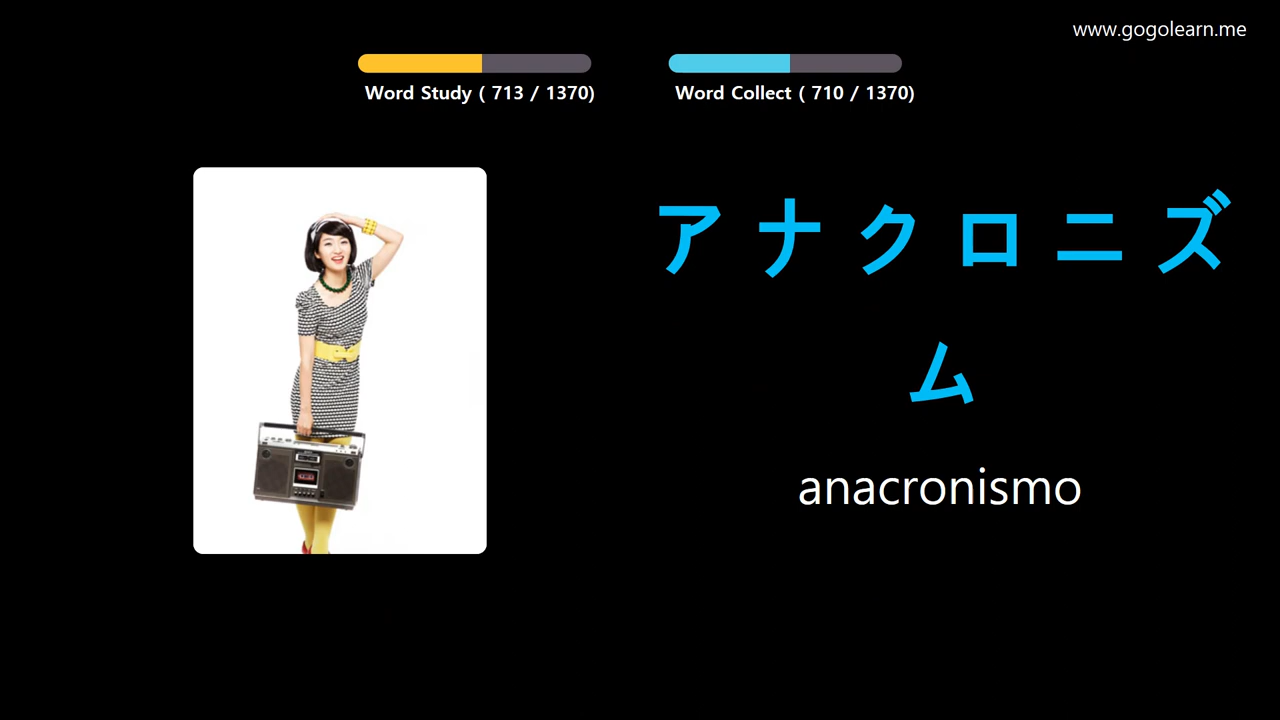 www.gogolearn.me
Word Study ( 713 / 1370)
Word Collect ( 710 / 1370)
アナクロニズ
ム
anacronismo